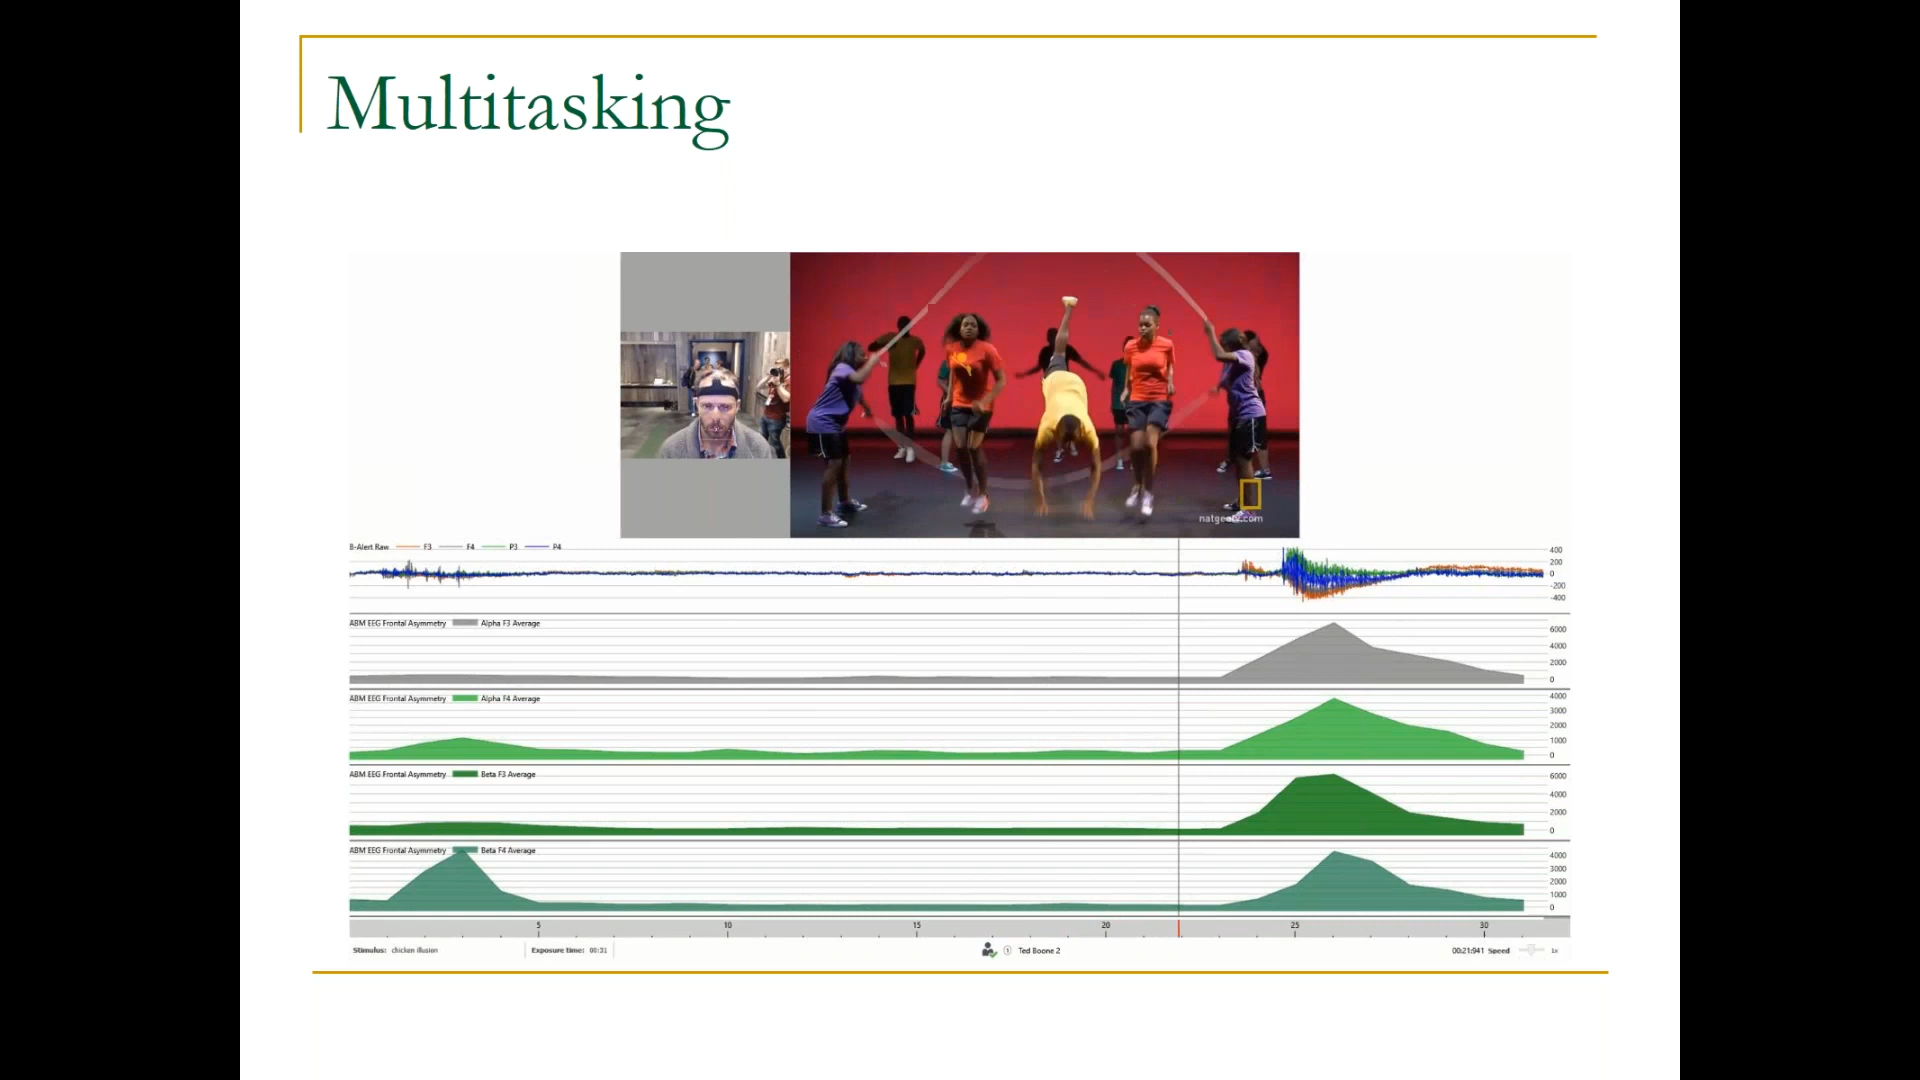 Multitasking
natgeotv.com
B-Alert Raw F3 F4 P3 P4
400
200
0
-200
-400
ABM EEG Frontal Asymmetry Alpha F3 Average
6000
4000
2000
0
ABM EEG Frontal Asymmetry Alpha F4 Average
4000
3000
2000
1000
0
ABM EEG Frontal Asymmetry Beta F3 Average
6000
4000
2000
0
ABM EEG Frontal Asymmetry Beta F4 Average
4000
3000
2000
1000
0
5 10 15 20 25 30
Stimulus: chicken illusion Exposure time: 00:31 1 Ted Boone 2 00:21:941 Speed 1x